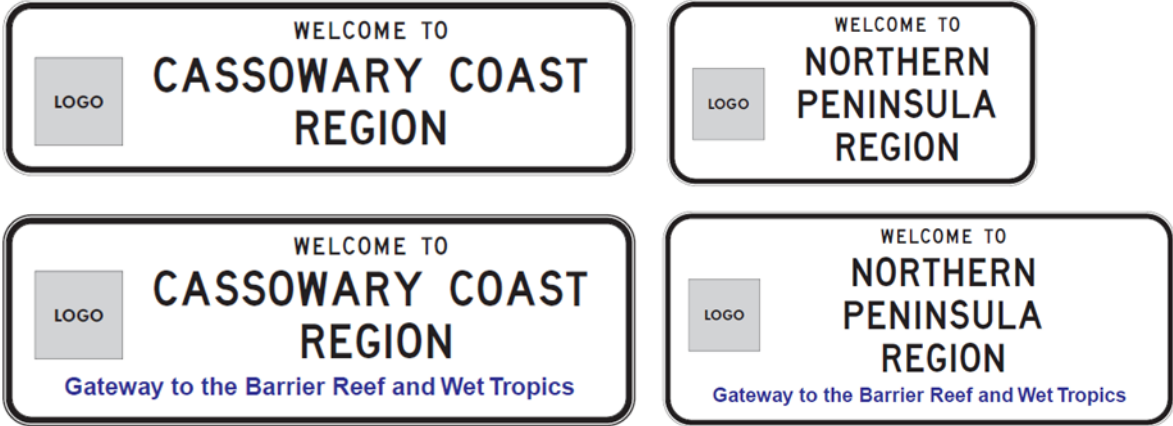 WELCOME TO
LOGO
CASSOWARY COAST
REGION
WELCOME TO
LOGO
NORTHERN
PENINSULA
REGION
WELCOME TO
LOGO
CASSOWARY COAST
REGION
Gateway to the Barrier Reef and Wet Tropics
WELCOME TO
LOGO
NORTHERN
PENINSULA
REGION
Gateway to the Barrier Reef and Wet Tropics